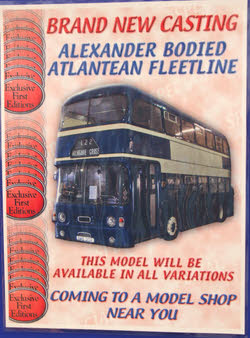 BRAND NEW CASTING
ALEXANDER BODIED
ATLANTEAN FLEETLINE
Exclusive
First
Editions
Exclusive
First
Editions
Exclusive
First
Editions
THIS MODEL WILL BE
AVAILABLE IN ALL VARIATIONS
COMING TO A MODEL SHOP
NEAR YOU